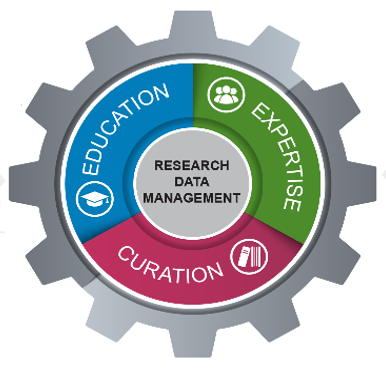 EDUCATION
EXPERTISE
RESEARCH
DATA
MANAGEMENT
CURATION